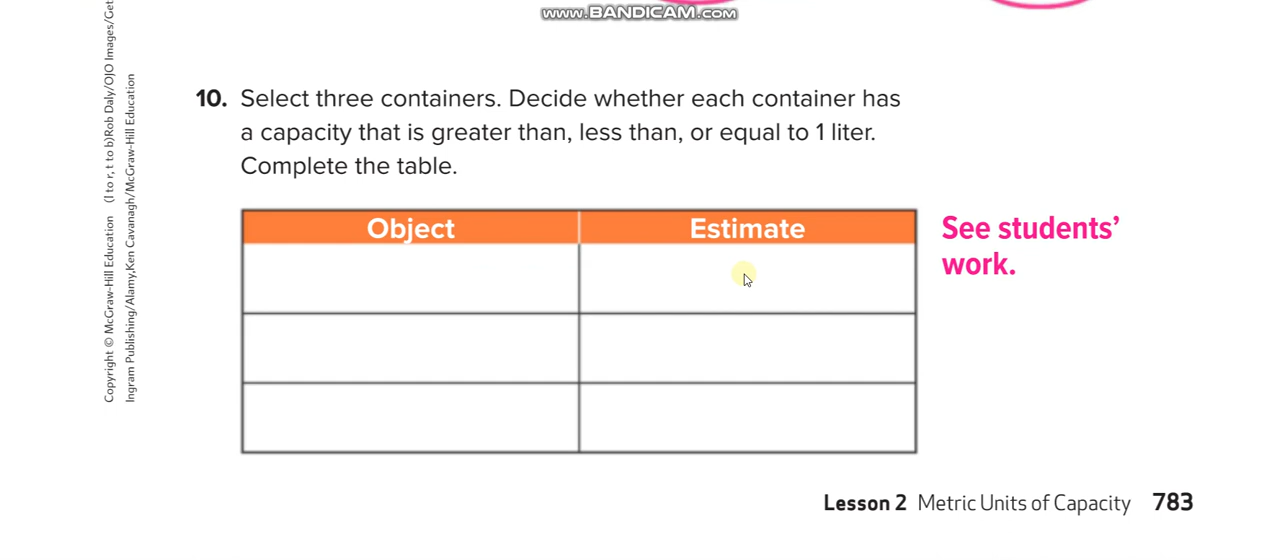 www.BANDICAM.com
Copyright © McGraw-Hill Education (l to r, t to b)Rob Daly/OJO Images/Get
Ingram Publishing/Alamy,Ken Cavanagh/McGraw-Hill Education
10. Select three containers. Decide whether each container has
a capacity that is greater than, less than, or equal to 1 liter.
Complete the table.
Object Estimate
See students’
work.
Lesson 2 Metric Units of Capacity 783